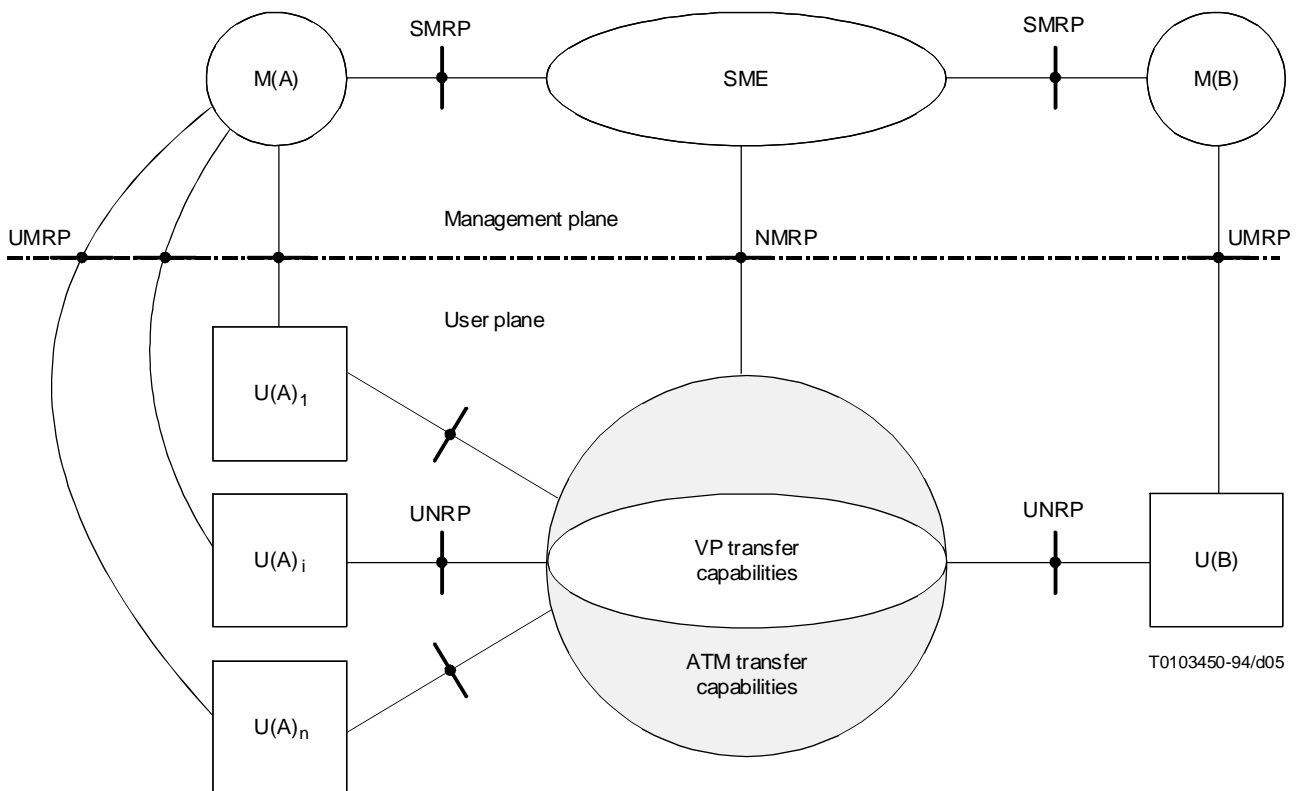 SMRP
SMRP
M(A)
SME
M(B)
Management plane
UMRP
NMRP
UMRP
User plane
U(A)1
UNRP
UNRP
U(A)i
VP transfer
capabilities
U(B)
ATM transfer
capabilities
T0103450-94/d05
U(A)n